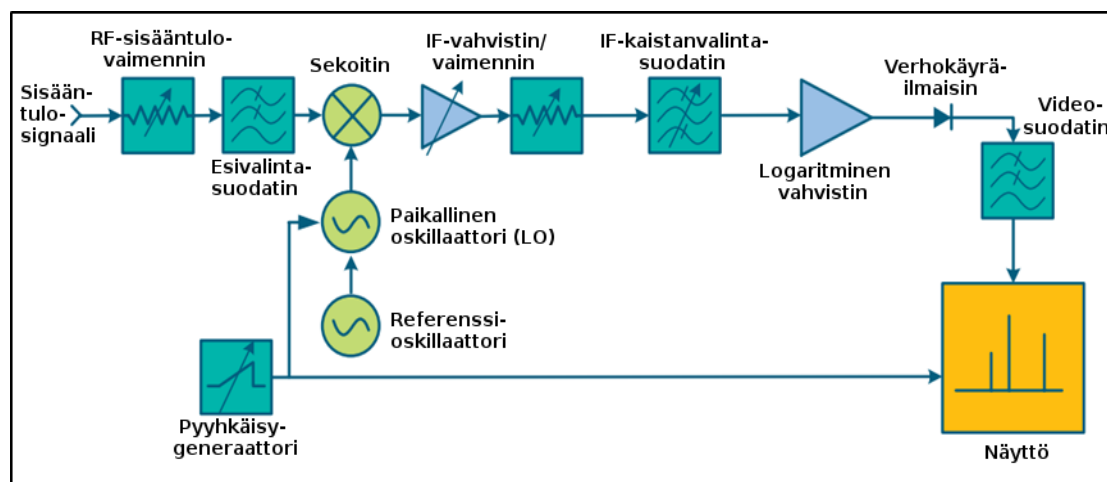 RF-sisääntulo-
vaimennin
Sisään-
tulo-
signaali
Esivalinta-
suodatin
Sekoitin
IF-vahvistin/
vaimennin
IF-kaistanvalinta-
suodatin
Logaritminen
vahvistin
Verhokäyrä-
ilmaisin
Video-
suodatin
Paikallinen
oskillaattori (LO)
Referenssi-
oskillaattori
Pyyhkäisy-
generaattori
Näyttö